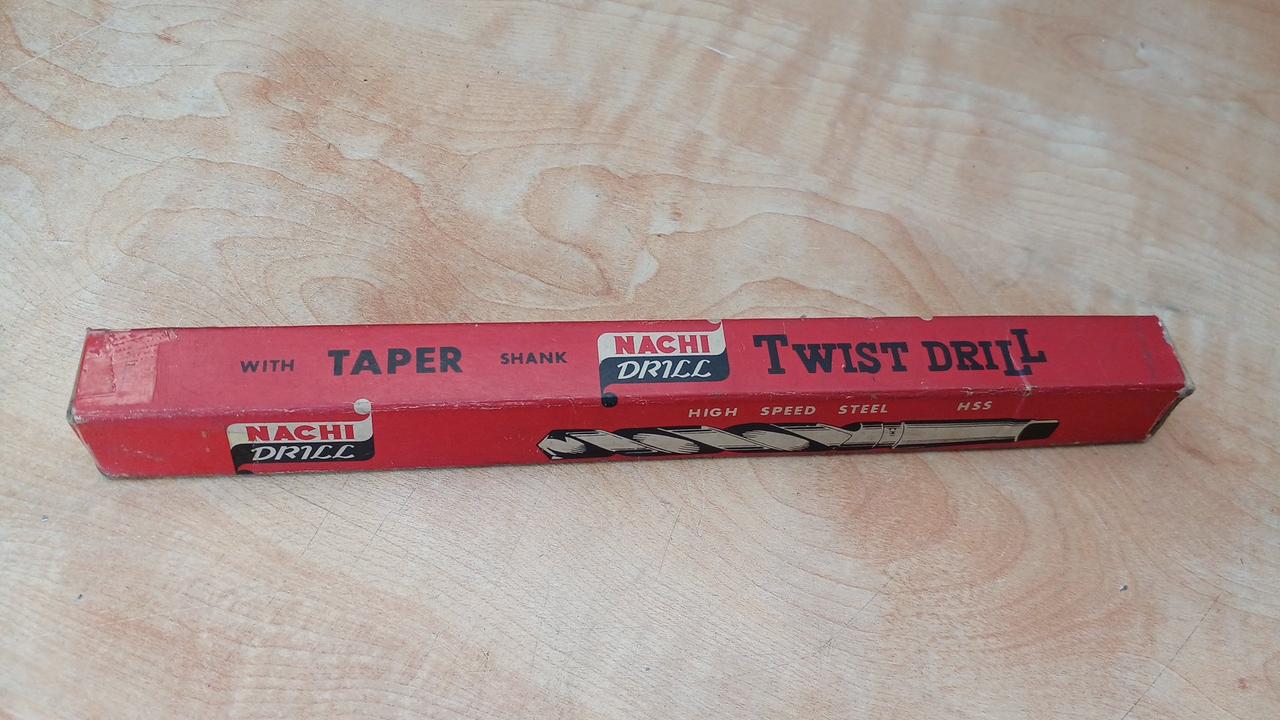 WITH TAPER SHANK NACHI DRILL TWIST DRILL
HIGH SPEED STEEL HSS
NACHI
DRILL